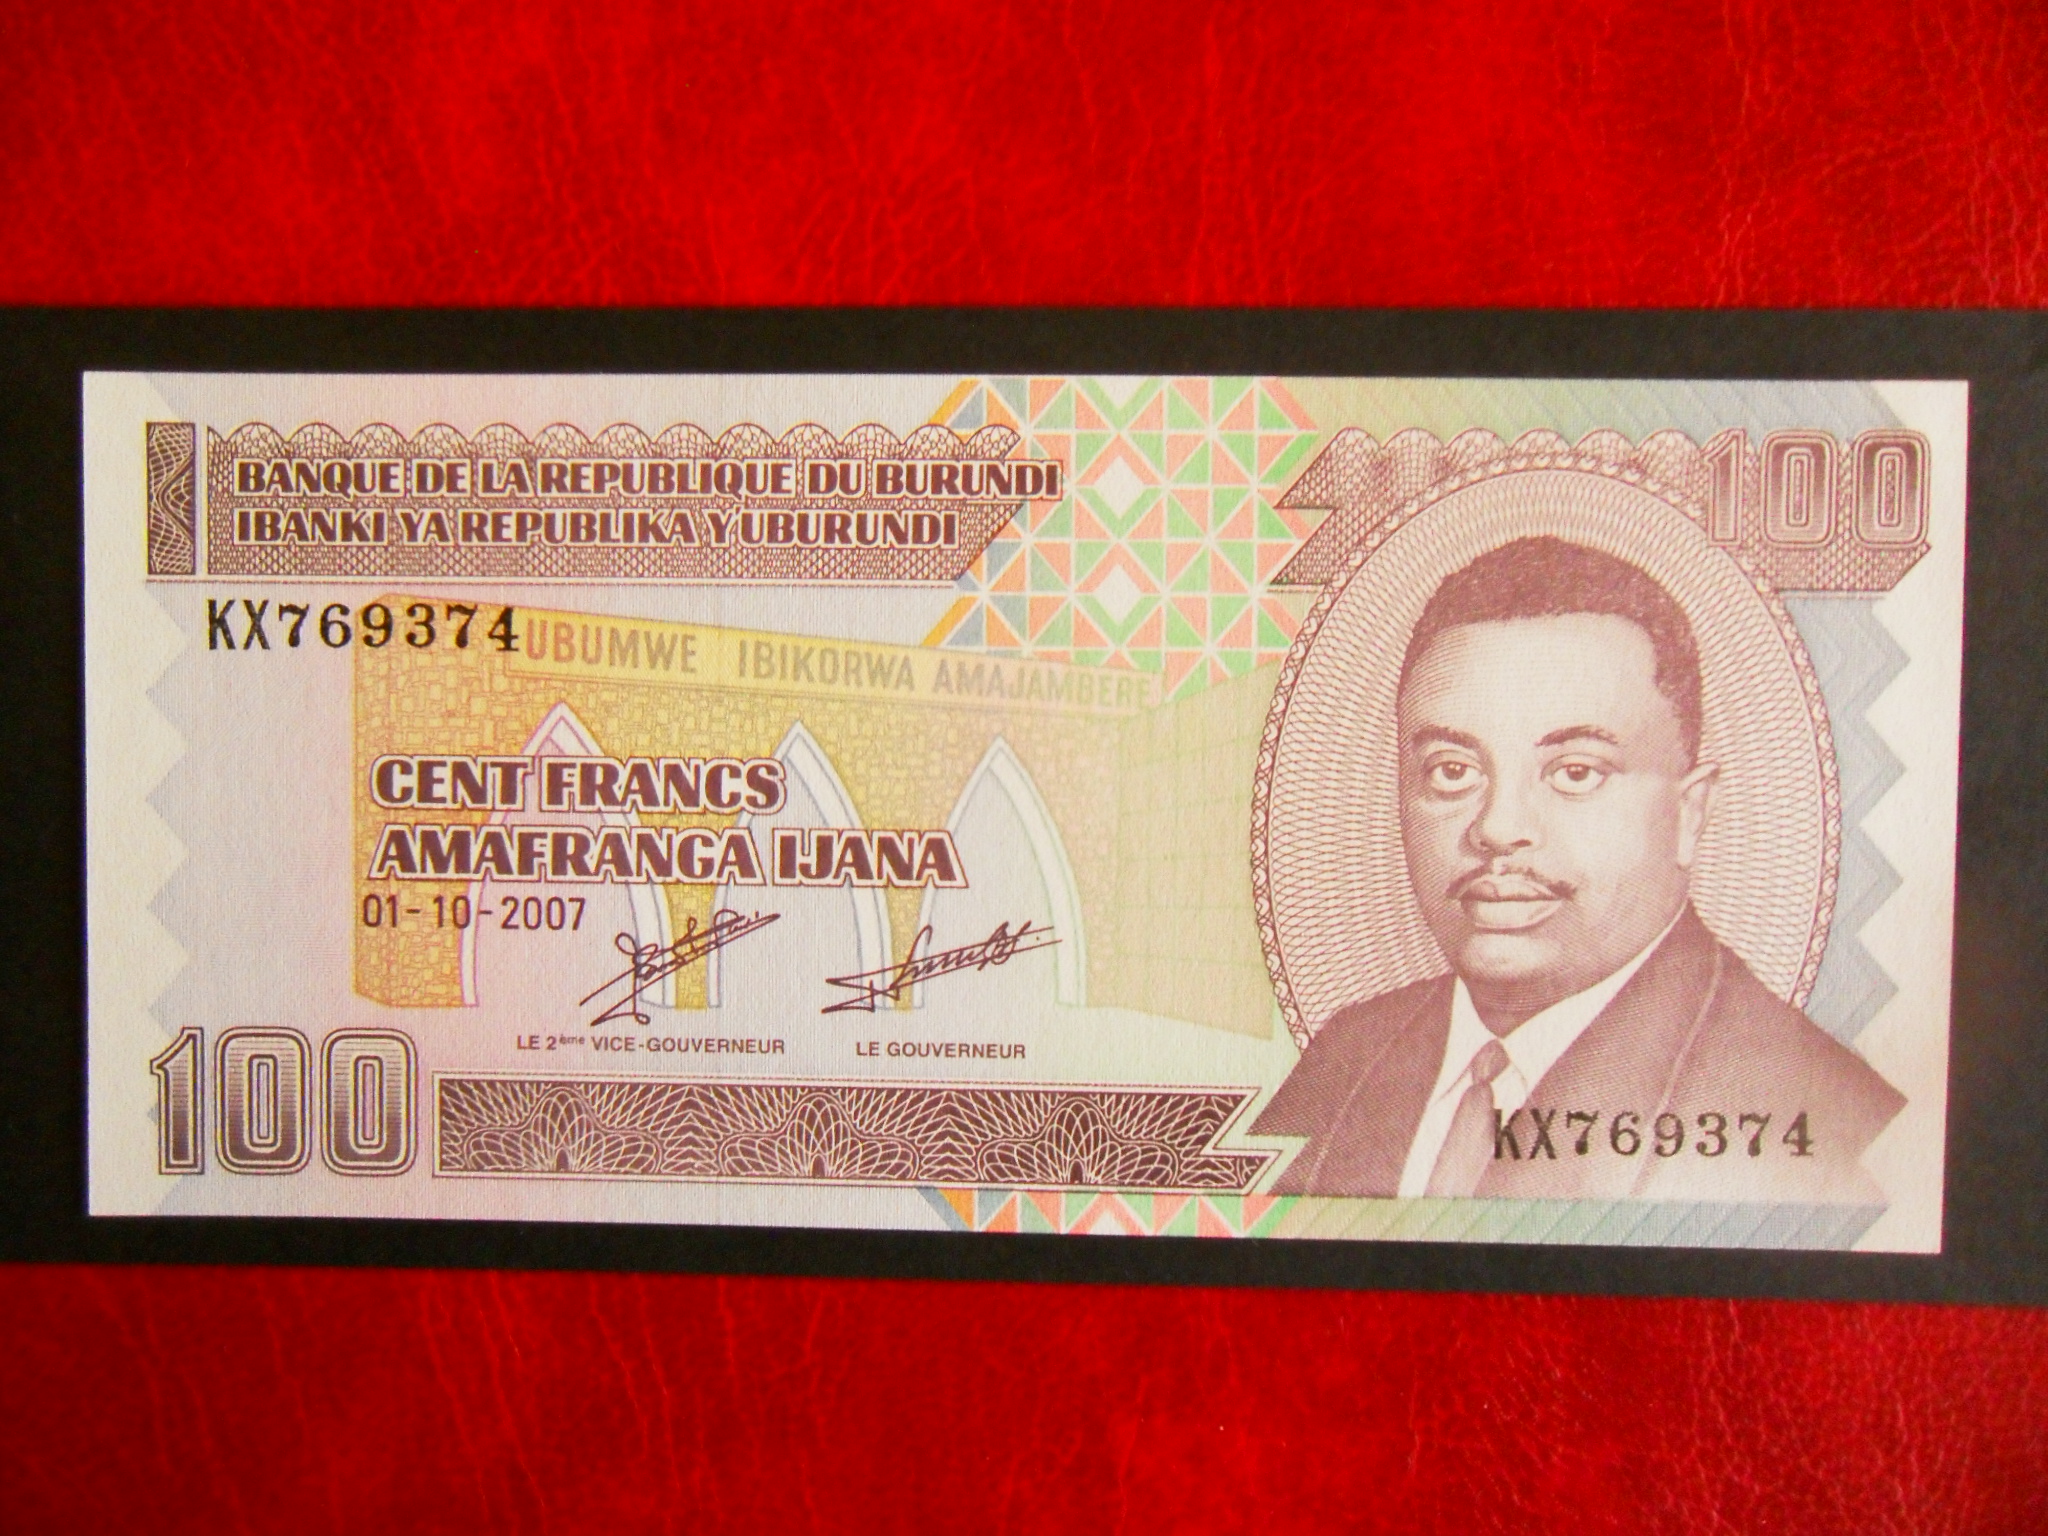 BANQUE DE LA REPUBLIQUE DU BURUNDI
IBANKI YA REPUBLIKA Y'UBURUNDI
100
KX769374
UBUMWE IBIKORWA AMAJAMBERE
CENT FRANCS
AMAFRANGA IJANA
01-10-2007
LE 2ème VICE-GOUVERNEUR
LE GOUVERNEUR
100
KX769374